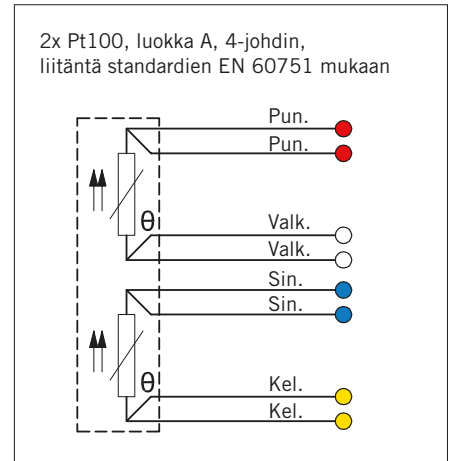 2x Pt100, luokka A, 4-johdin,
liitäntä standardien EN 60751 mukaan
Pun.
Pun.
θ
Valk.
Valk.
Sin.
Sin.
θ
Kel.
Kel.